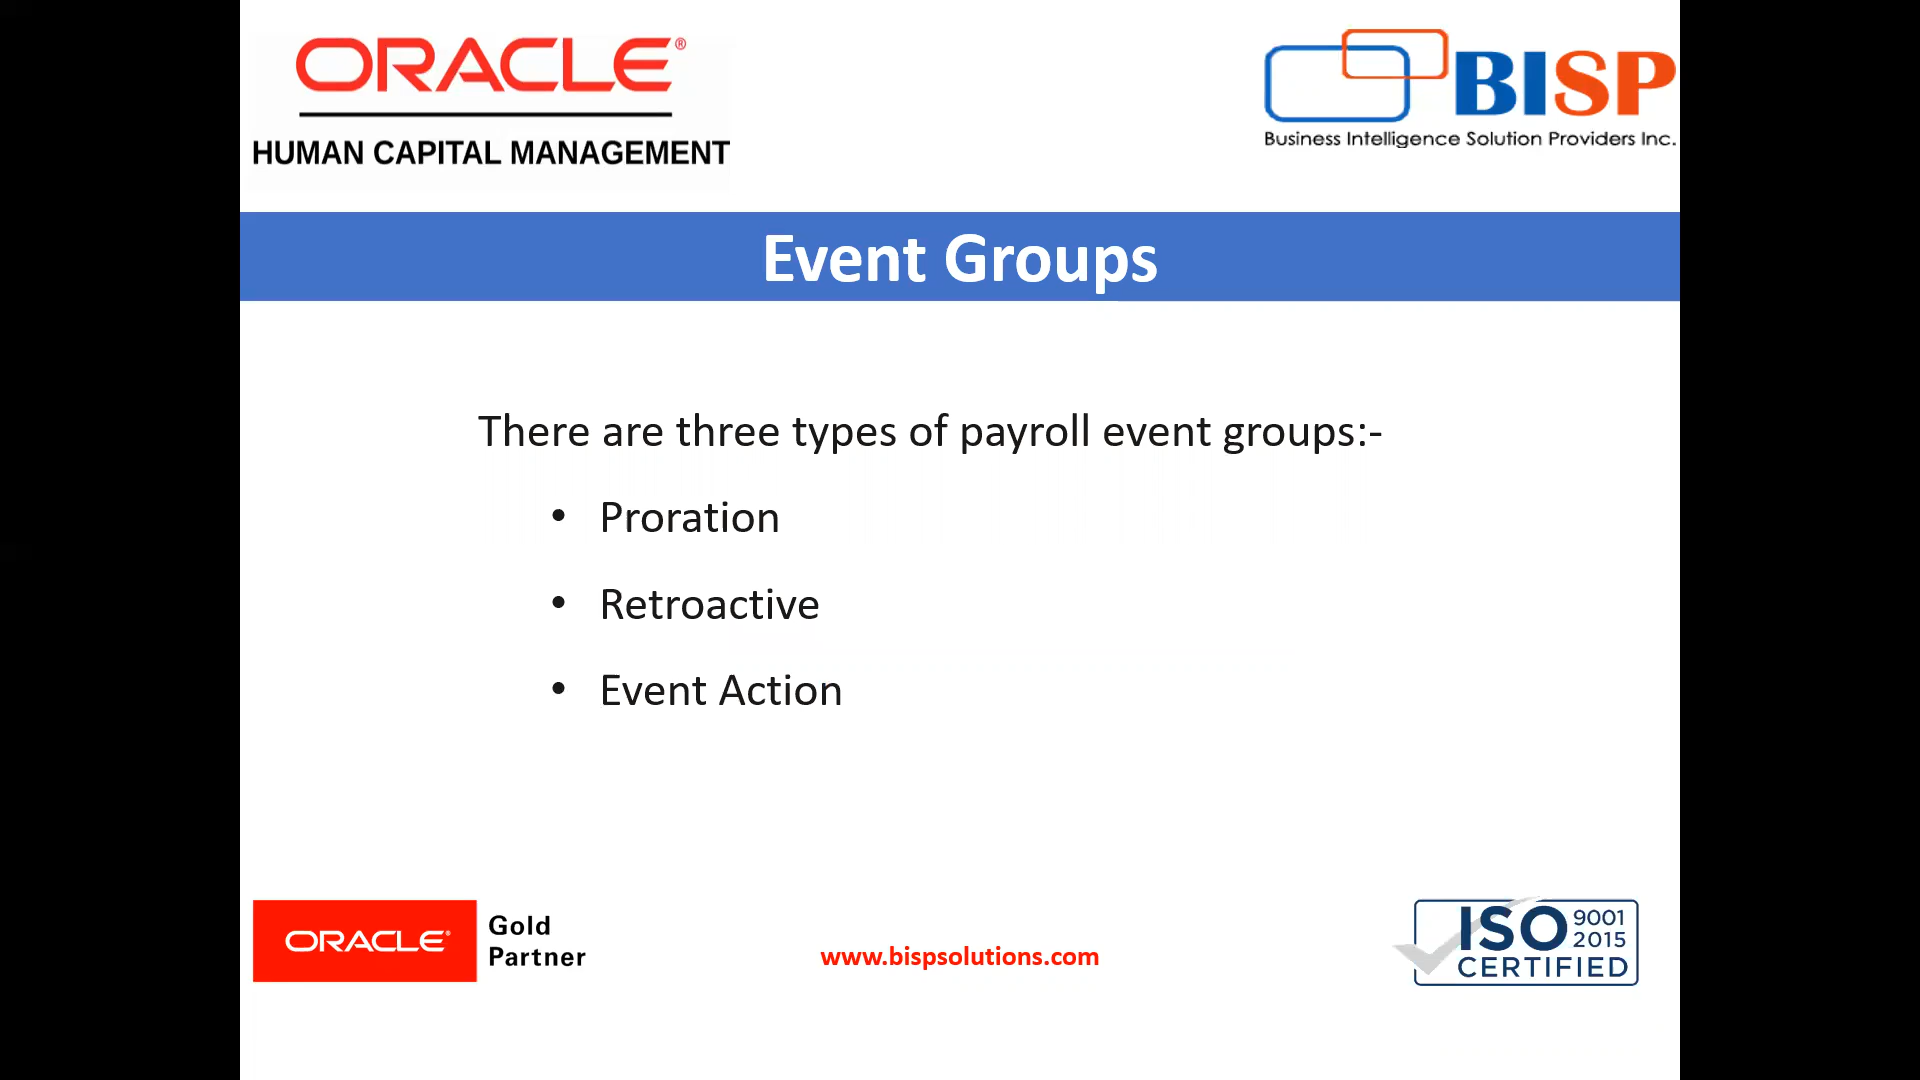 ORACLE®
HUMAN CAPITAL MANAGEMENT
BISP
Business Intelligence Solution Providers Inc.
Event Groups
There are three types of payroll event groups:-
• Proration
• Retroactive
• Event Action
ORACLE®
Gold
Partner
www.bispsolutions.com
ISO 9001
2015
CERTIFIED